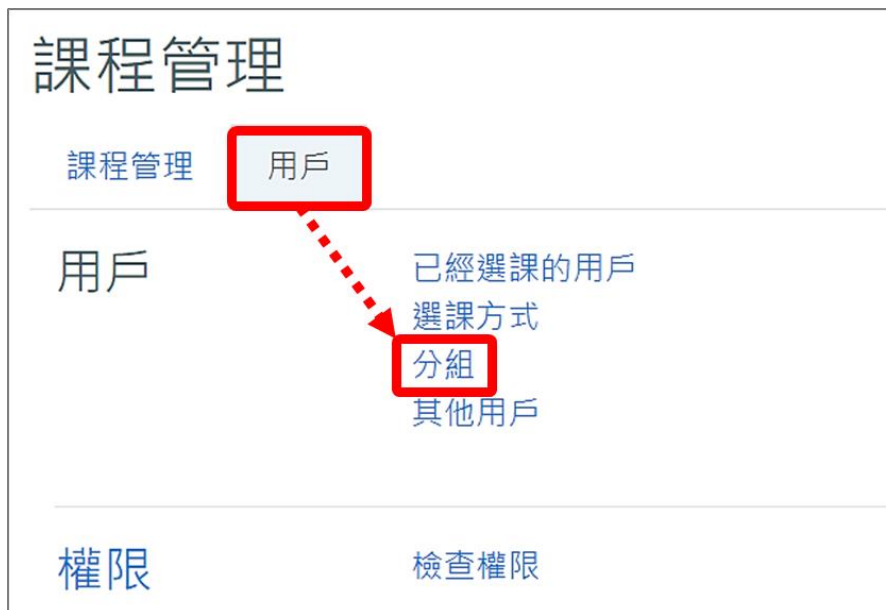 課程管理
課程管理 用戶
用戶
已經選課的用戶
選課方式
分組
其他用戶
權限
檢查權限